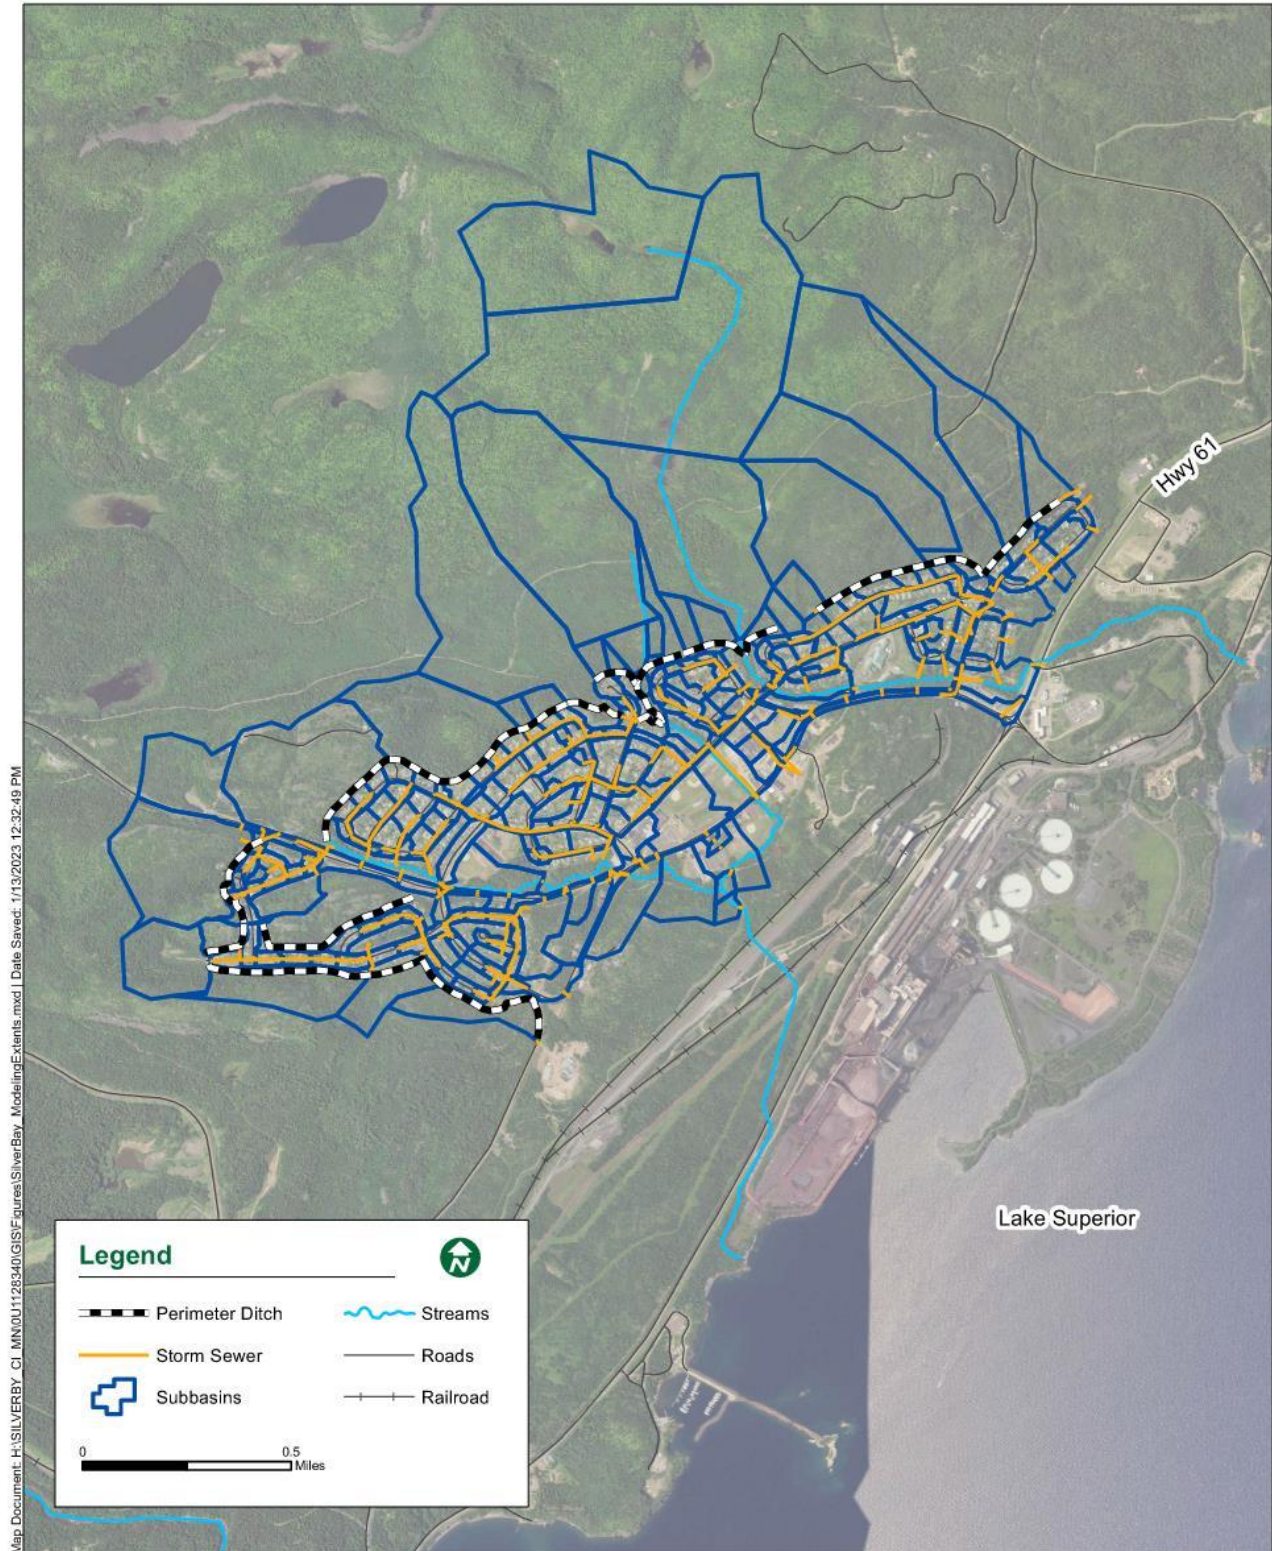 Map Document: H:\SILVERBY_CI_MN\0U1128340\GIS\Figures\SilverBay_ModelingExtents.mxd | Date Saved: 1/13/2023 12:32:49 PM
Hwy 61
Lake Superior
Legend
N
Perimeter Ditch
Streams
Storm Sewer
Roads
Subbasins
Railroad
0 0.5
Miles